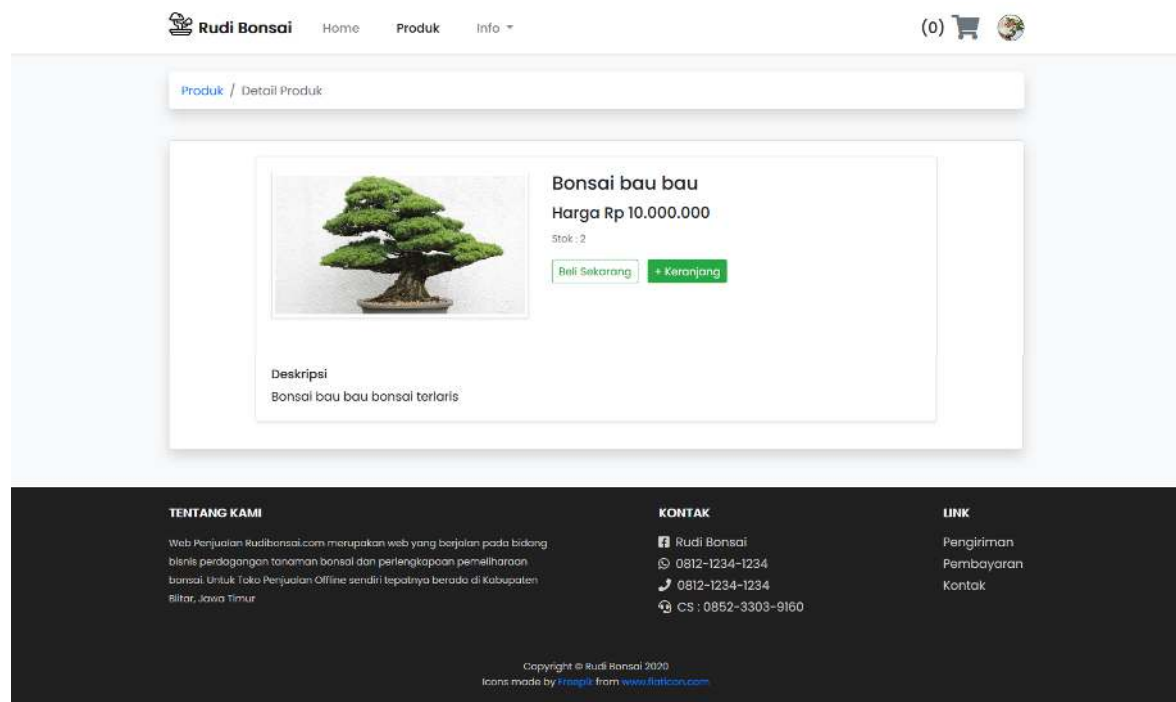 Rudi Bonsai Home Produk Info (0)
Produk / Detail Produk
Bonsai bau bau
Harga Rp 10.000.000
Stok : 2
Beli Sekarang + Keranjang
Deskripsi
Bonsai bau bau bonsai terlaris
TENTANG KAMI
Web Penjualan Rudibonsai.com merupakan web yang berjalan pada bidang
bisnis perdagangan tanaman bonsai dan perlengkapaan pemeliharaan
bonsai. Untuk Toko Penjualan Offline sendiri tepatnya berada di Kabupaten
Blitar, Jawa Timur
KONTAK
Rudi Bonsai
0812-1234-1234
0812-1234-1234
CS : 0852-3303-9160
LINK
Pengiriman
Pembayaran
Kontak
Copyright © Rudi Bonsai 2020
Icons made by Freepik from www.flaticon.com